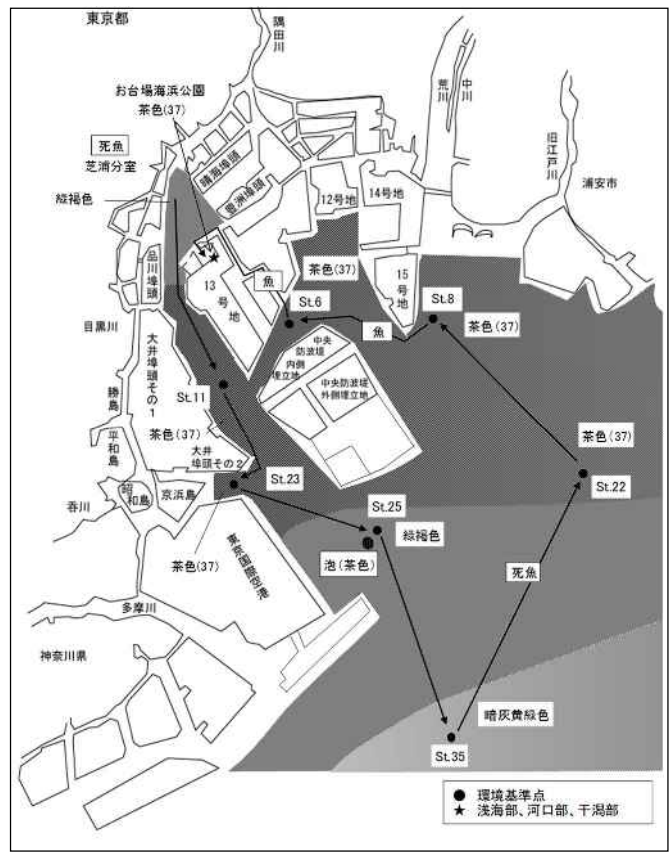 東京都
隅田川
お台場海浜公園
茶色(37)
荒川
中川
旧江戸川
浦安市
死魚
芝浦分室
緑褐色
晴海埠頭
豊洲埠頭
12号地
14号地
15号地
13号地
品川埠頭
茶色(37)
魚
St.6
魚
St.8
茶色(37)
目黒川
大井埠頭その1
中央
防波堤
内側
埋立地
中央防波堤
外側埋立地
St.11
勝島
平和島
茶色(37)
大井
埠頭その2
茶色(37)
St.22
St.23
昭和島
京浜島
呑川
St.25
緑褐色
泡(茶色)
茶色(37)
東京国際空港
死魚
多摩川
神奈川県
暗灰黄緑色
St.35
● 環境基準点
★ 浅海部、河口部、干潟部